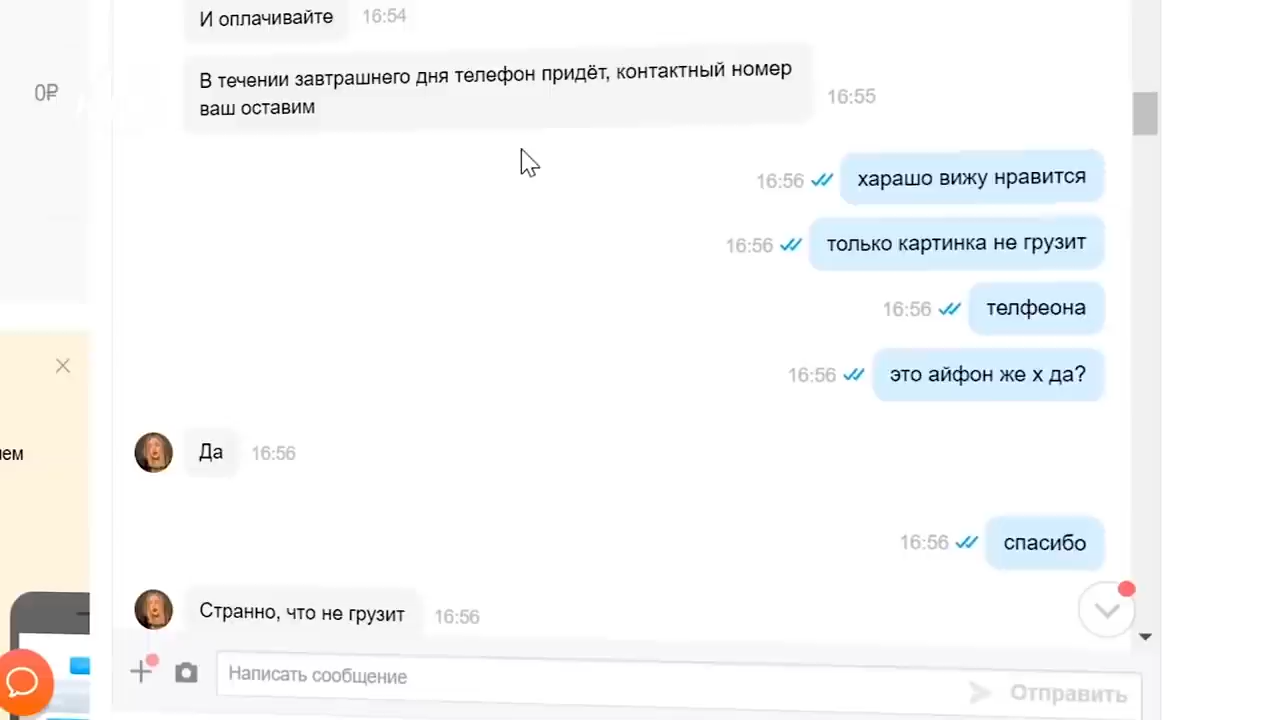 И оплачивайте
16:54
0₽
В течении завтрашнего дня телефон придёт, контактный номер
ваш оставим
16:55
16:56
харашо вижу нравится
16:56
только картинка не грузит
16:56
телфеона
16:56
это айфон же х да?
Да
16:56
ем
16:56
спасибо
Странно, что не грузит
16:56
Написать сообщение
Отправить